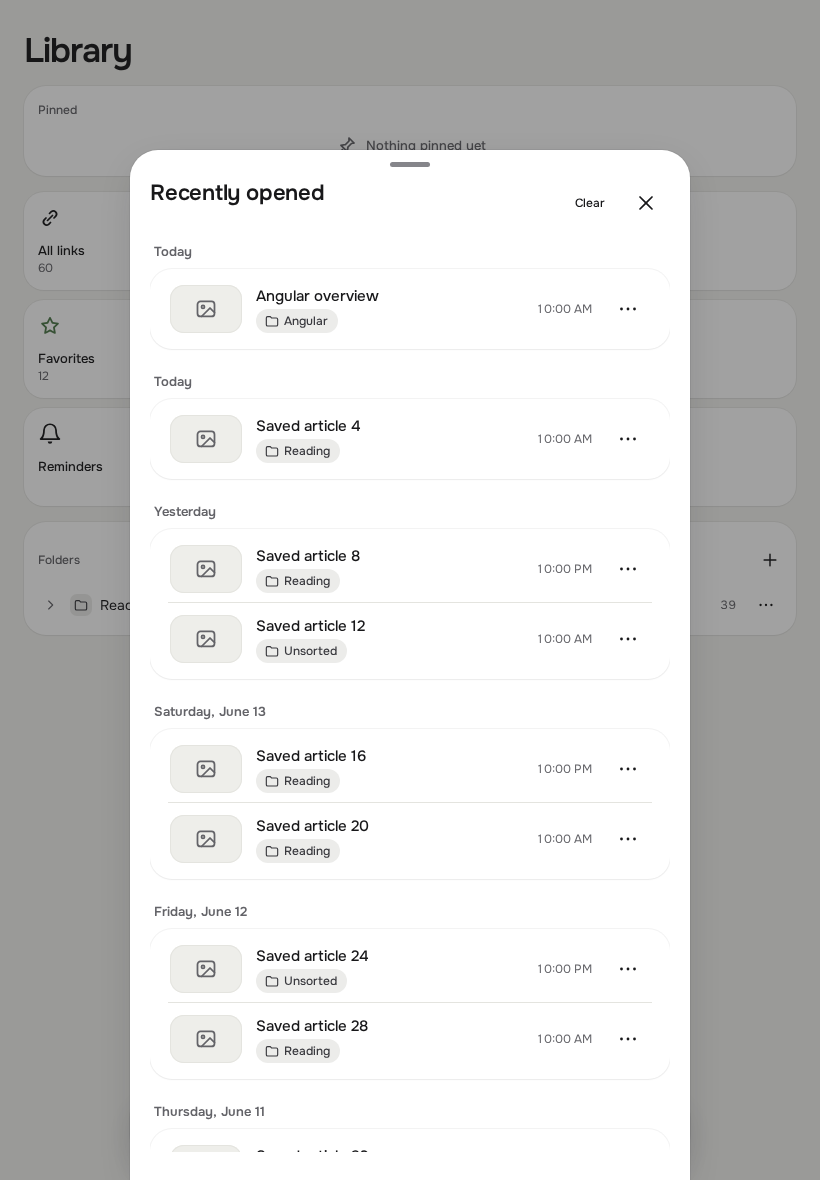 Library
Pinned
Nothing pinned yet
Recently opened
Clear
All links
60
Favorites
12
Reminders
Folders
39
Today
Angular overview
Angular
10:00 AM
Today
Saved article 4
Reading
10:00 AM
Yesterday
Saved article 8
Reading
10:00 PM
Saved article 12
Unsorted
10:00 AM
Saturday, June 13
Saved article 16
Reading
10:00 PM
Saved article 20
Reading
10:00 AM
Friday, June 12
Saved article 24
Unsorted
10:00 PM
Saved article 28
Reading
10:00 AM
Thursday, June 11